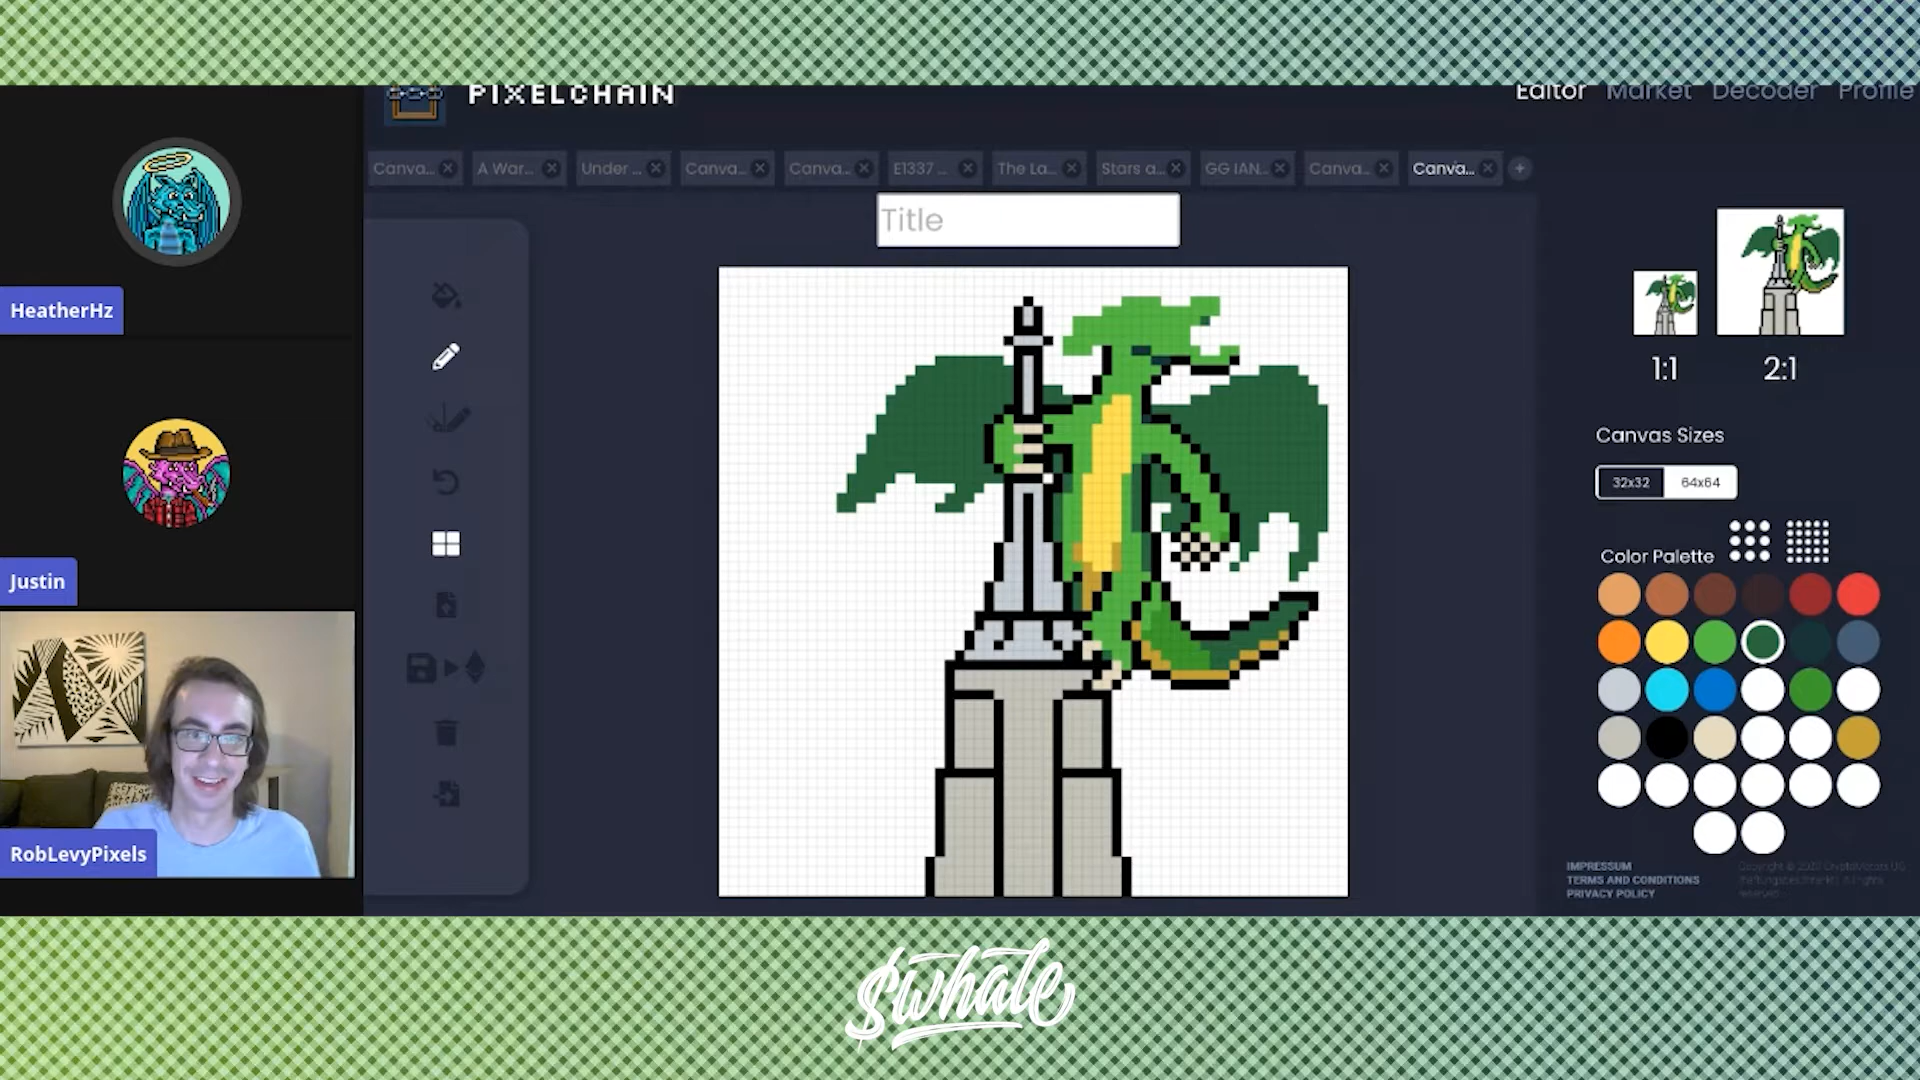 PIXELCHAIN
Editor Market Decoder Profile
Canva... A War... Under ... Canva... Canva... E1337 ... The La... Stars a... GG IAN... Canva... Canva...
Title
HeatherHz
1:1
2:1
Canvas Sizes
32x32 64x64
Color Palette
Justin
RobLevyPixels
IMPRESSUM
TERMS AND CONDITIONS
PRIVACY POLICY
$whale